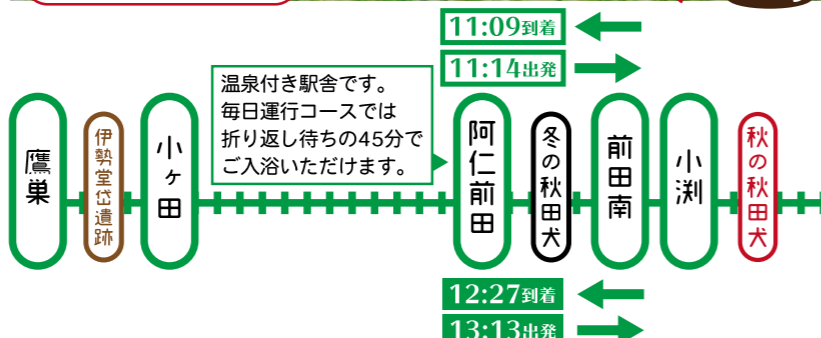 11:09到着
11:14出発
温泉付き駅舎です。
毎日運行コースでは
折り返し待ちの45分で
ご入浴いただけます。
鷹巣
伊勢堂岱遺跡
小ヶ田
阿仁前田
冬の秋田犬
前田南
小渕
秋の秋田犬
12:27到着
13:13出発